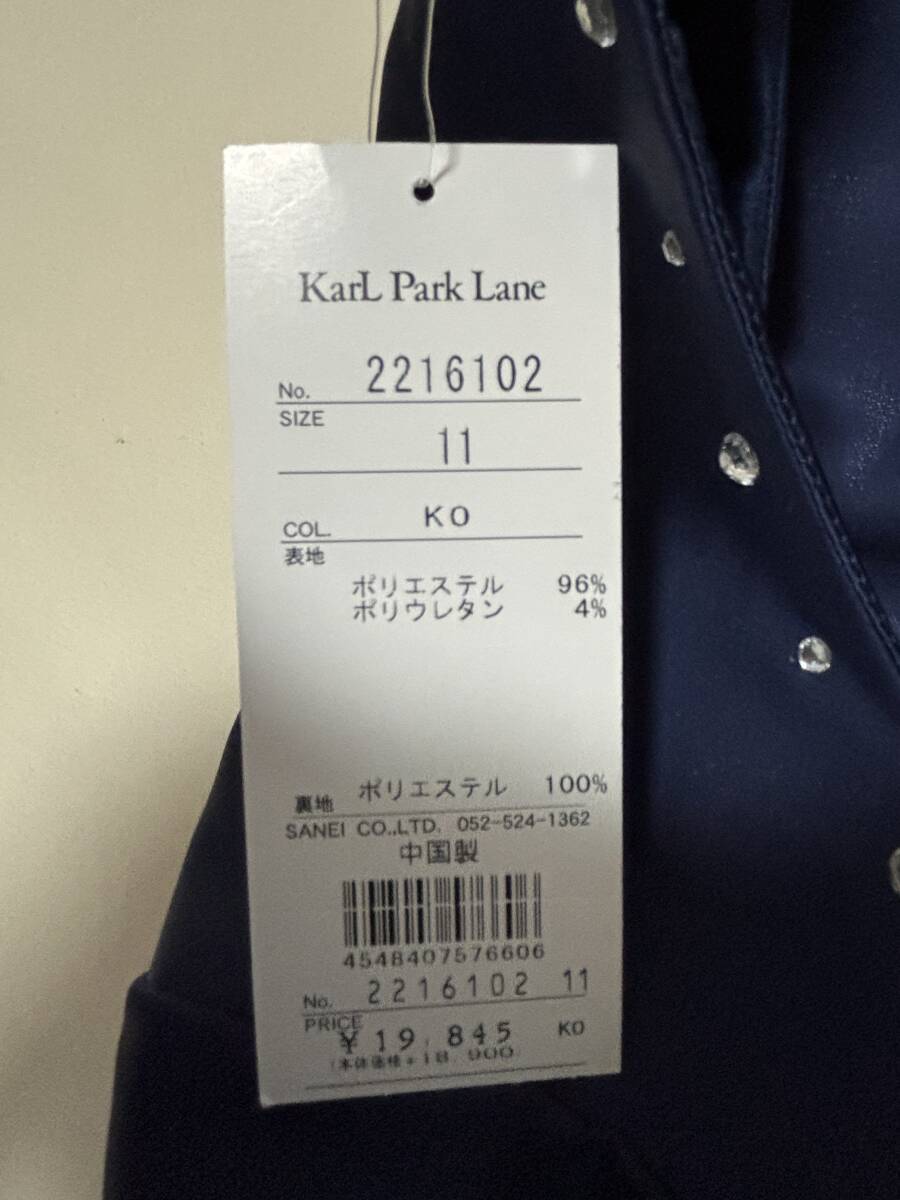 KarL Park Lane
No. 2216102
SIZE
11
COL. KO
表地
ポリエステル 96%
ポリウレタン 4%
裏地 ポリエステル 100%
SANEI CO.,LTD. 052-524-1362
中国製
4548407576606
No. 2216102 11
PRICE
¥19,845 KO
(本体価格¥18,900)